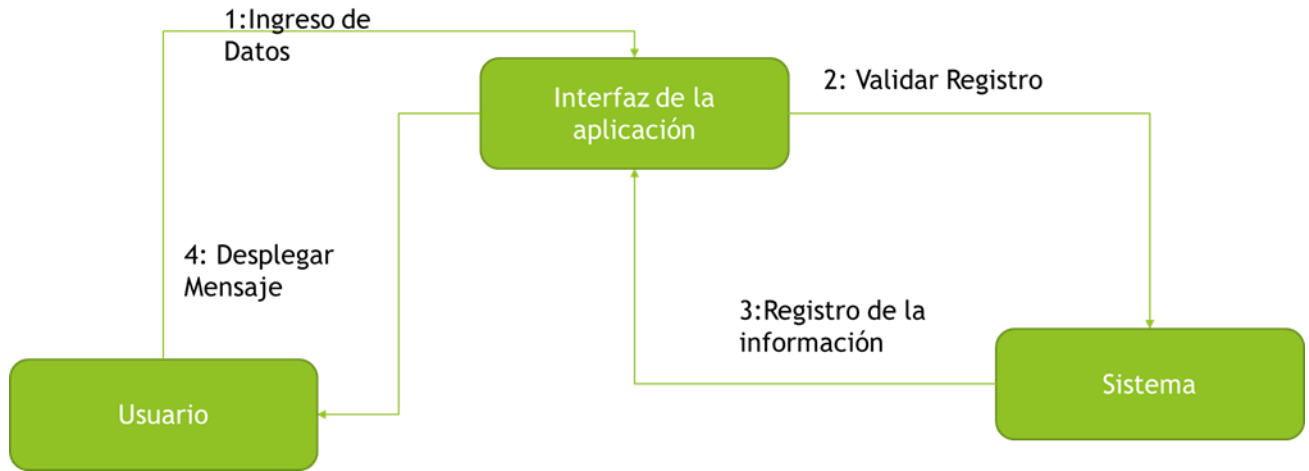 1:Ingreso de
Datos
Interfaz de la
aplicación
2: Validar Registro
4: Desplegar
Mensaje
3:Registro de la
información
Usuario
Sistema